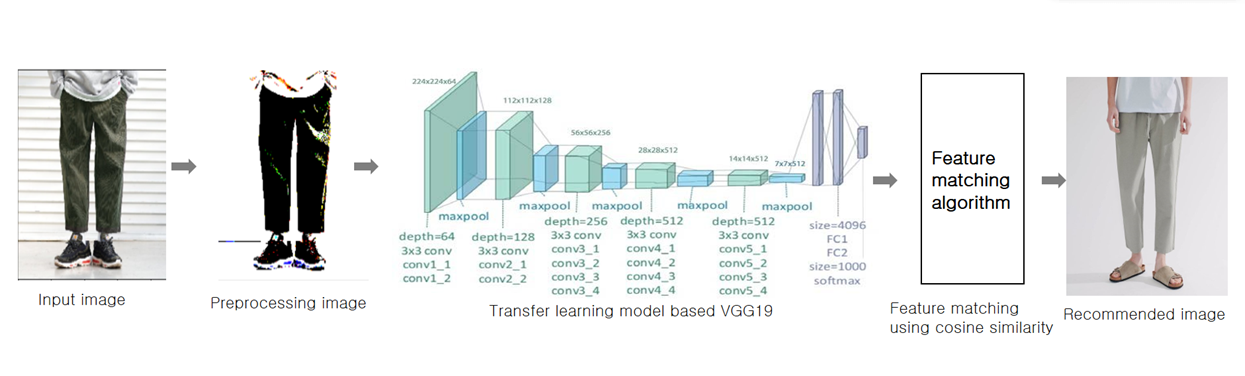 224x224x64
112x112x128
56x56x256
28x28x512
14x14x512
7x7x512
maxpool
maxpool
maxpool
maxpool
maxpool
depth=64
3x3 conv
conv1_1
conv1_2
depth=128
3x3 conv
conv2_1
conv2_2
depth=256
3x3 conv
conv3_1
conv3_2
conv3_3
conv3_4
depth=512
3x3 conv
conv4_1
conv4_2
conv4_3
conv4_4
depth=512
3x3 conv
conv5_1
conv5_2
conv5_3
conv5_4
size=4096
FC1
FC2
size=1000
softmax
Feature
matching
algorithm
Input image
Preprocessing image
Transfer learning model based VGG19
Feature matching
using cosine similarity
Recommended image